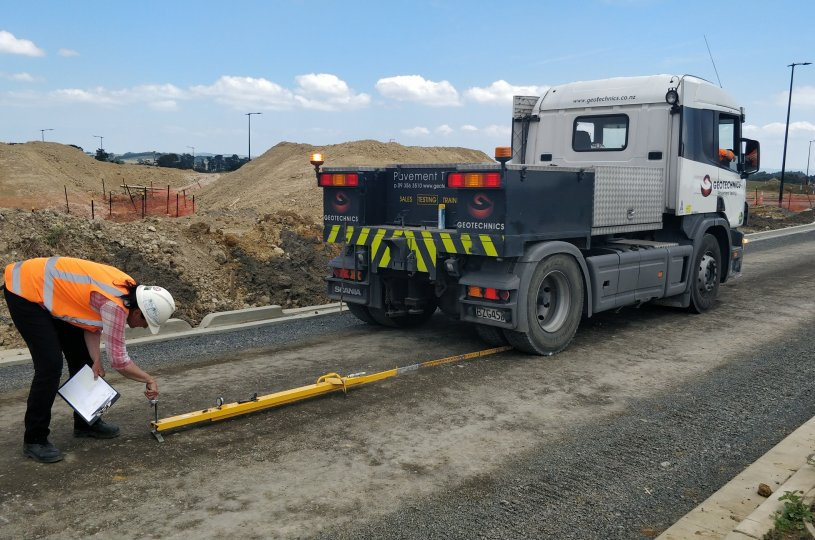 www.geotechnics.co.nz
GEOTECHNICS
Pavement T
09 356 3510
www.geotechnics
SALES TESTING TRAIN
GEOTECHNICS
GEOTECHNICS
SCANIA